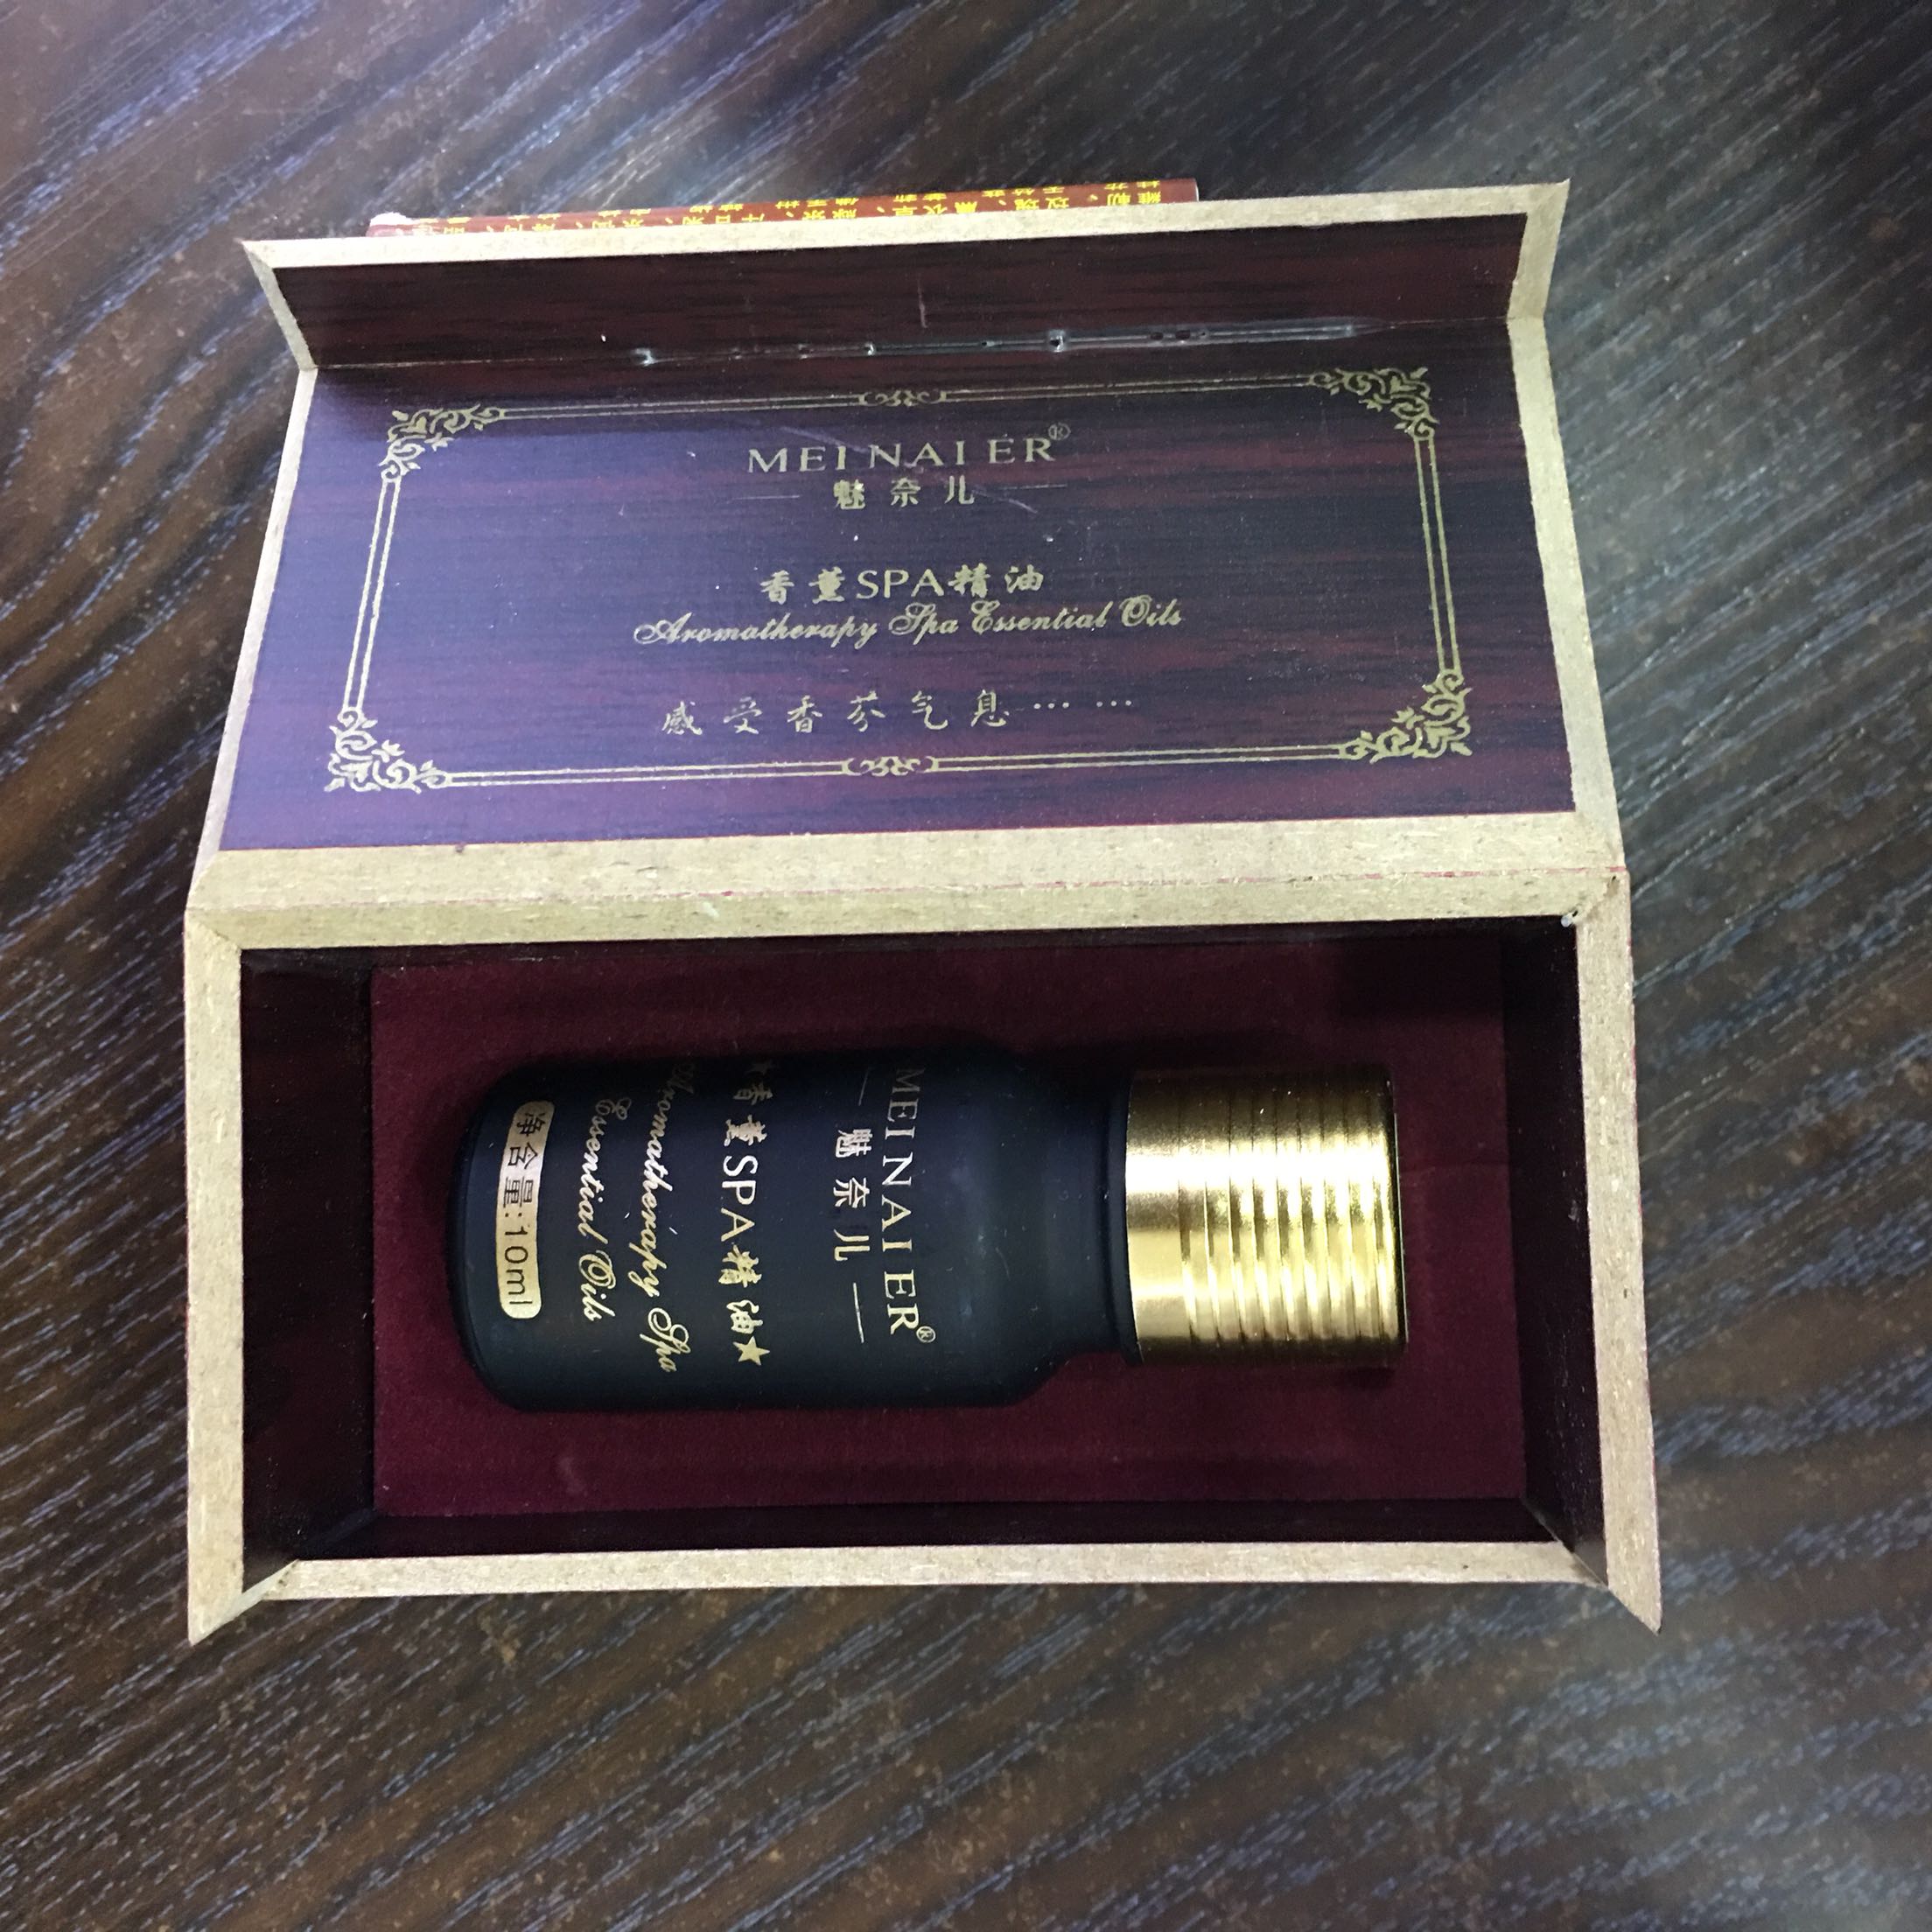 MEI NAI ER®
魅奈儿
香薰SPA精油
Aromatherapy Spa Essential Oils
感受香芬气息……
MEI NAI ER®
魅奈儿
香薰SPA精油★
Aromatherapy Spa
Essential Oils
净含量:10ml